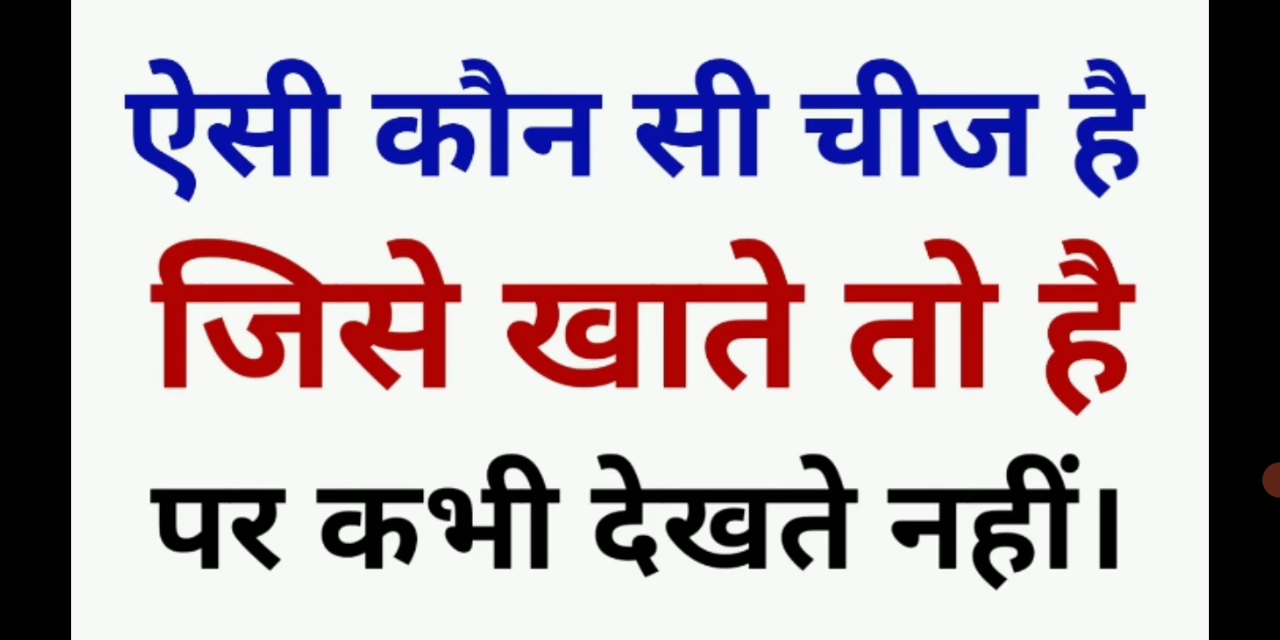 ऐसी कौन सी चीज है
जिसे खाते तो है
पर कभी देखते नहीं।